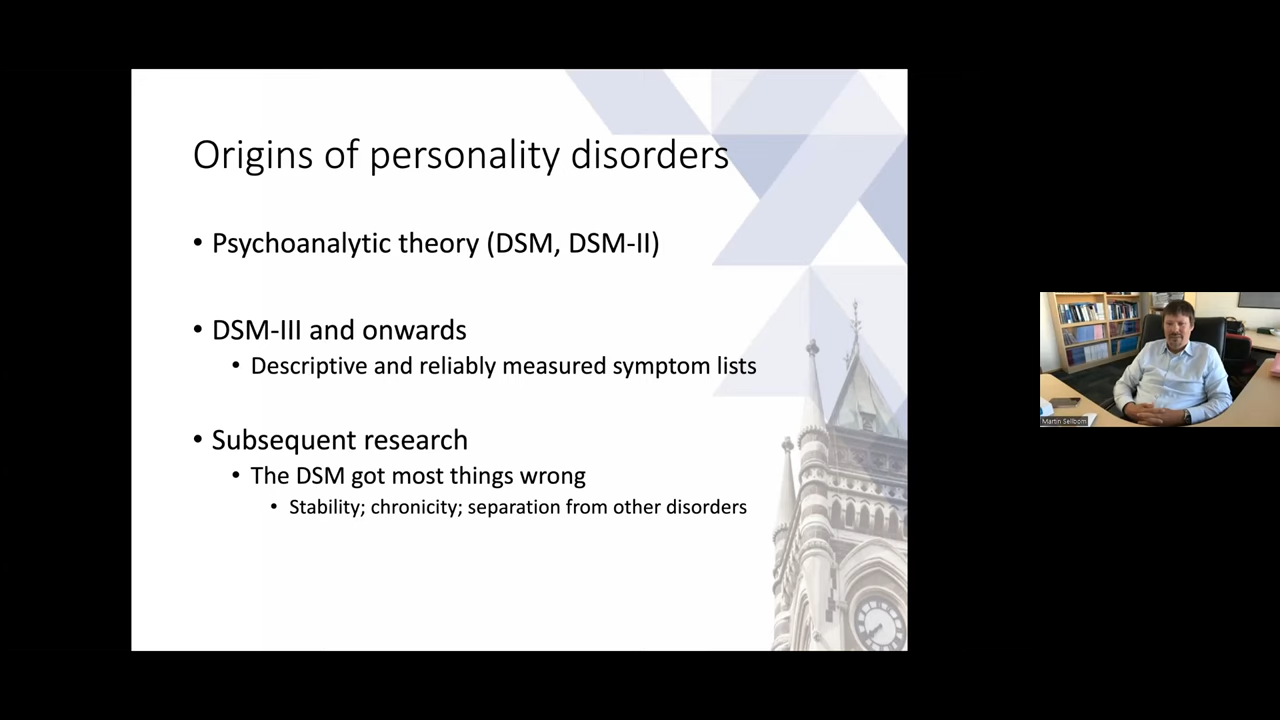 Origins of personality disorders
• Psychoanalytic theory (DSM, DSM-II)
• DSM-III and onwards
• Descriptive and reliably measured symptom lists
• Subsequent research
• The DSM got most things wrong
• Stability; chronicity; separation from other disorders
Martin Sellbom